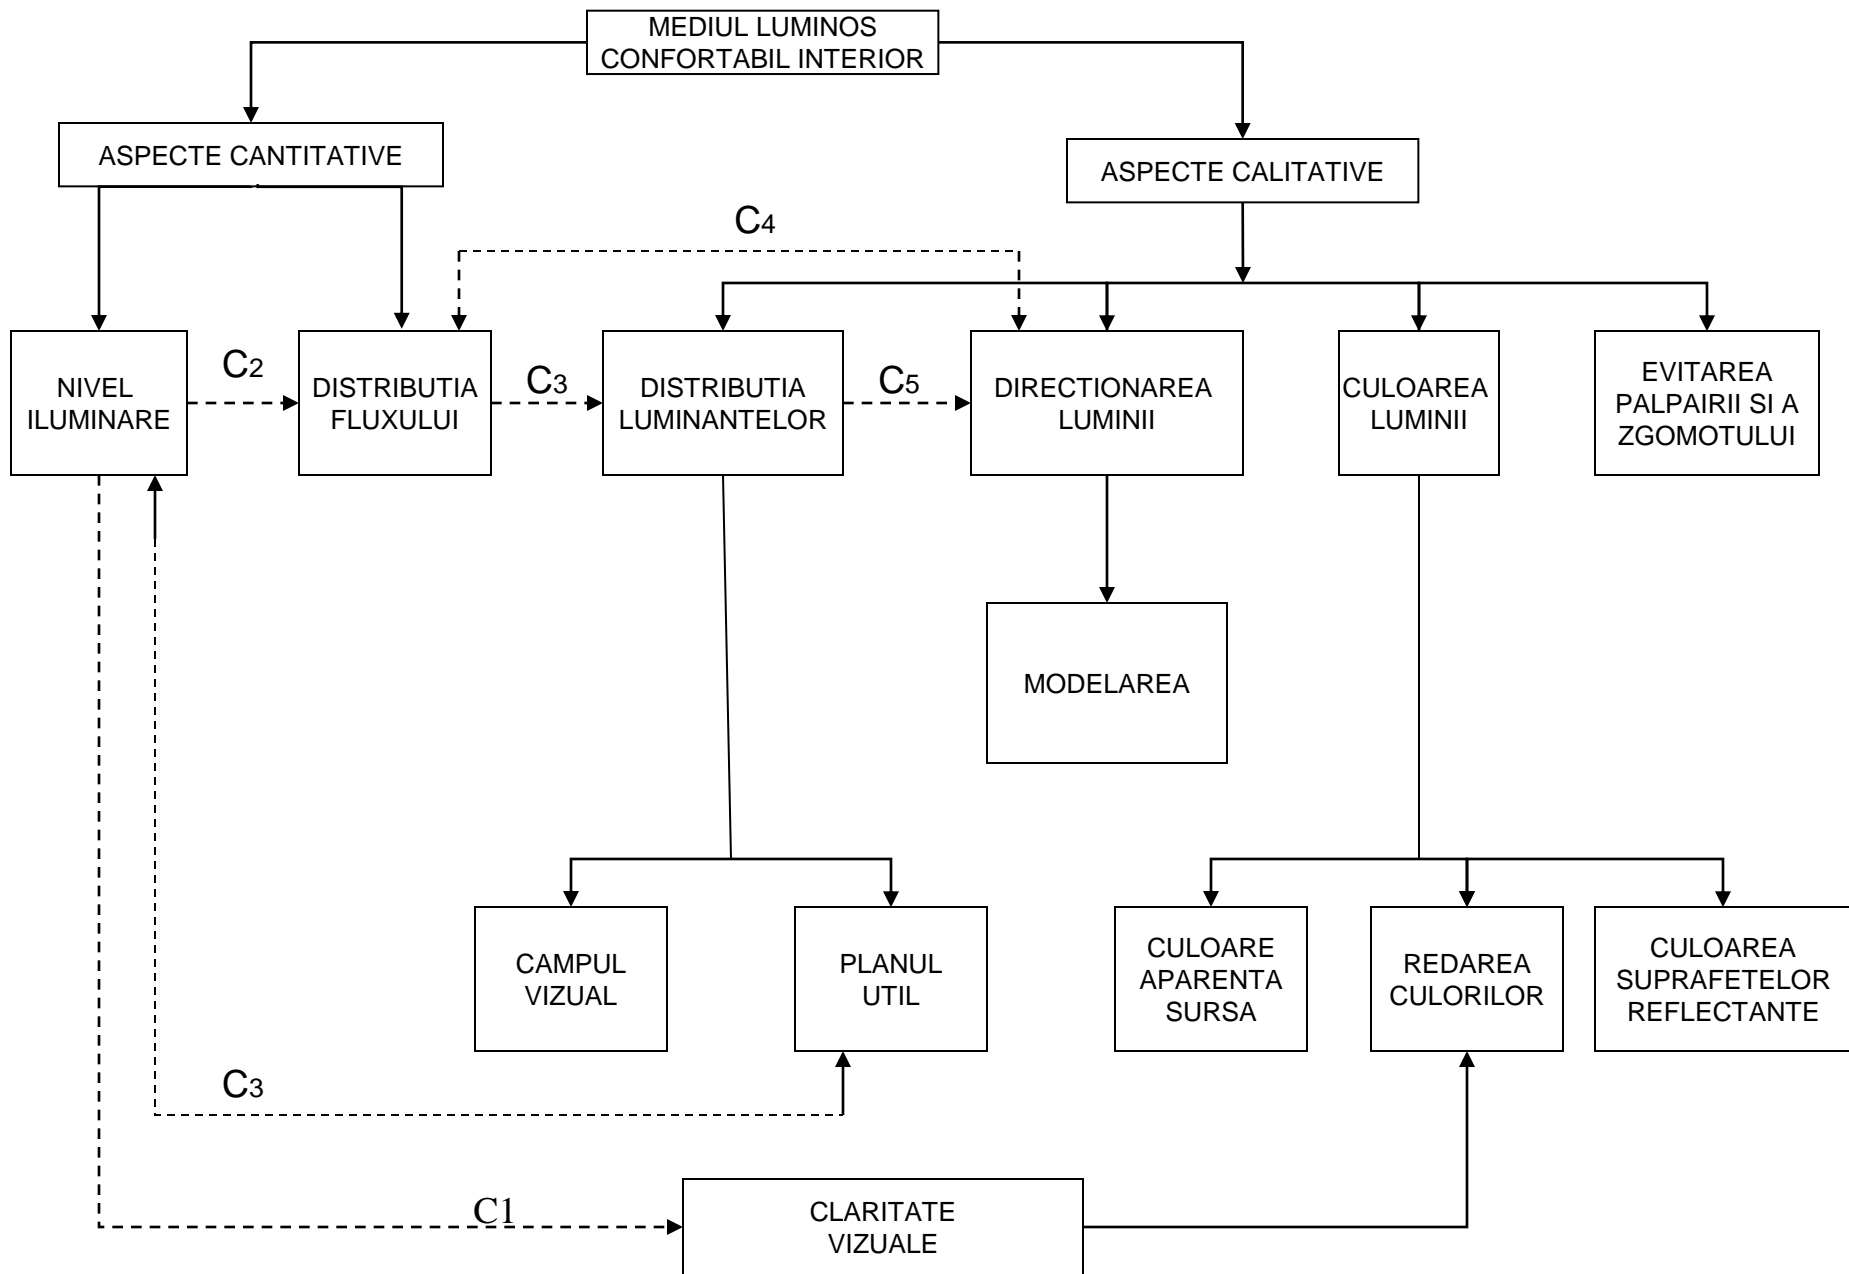 MEDIUL LUMINOS
CONFORTABIL INTERIOR
ASPECTE CANTITATIVE
ASPECTE CALITATIVE
C4
NIVEL
ILUMINARE
C2
DISTRIBUTIA
FLUXULUI
C3
DISTRIBUTIA
LUMINANTELOR
C5
DIRECTIONAREA
LUMINII
CULOAREA
LUMINII
EVITAREA
PALPAIRII SI A
ZGOMOTULUI
MODELAREA
CAMPUL
VIZUAL
PLANUL
UTIL
CULOARE
APARENTA
SURSA
REDAREA
CULORILOR
CULOAREA
SUPRAFETELOR
REFLECTANTE
C3
C1
CLARITATE
VIZUALE